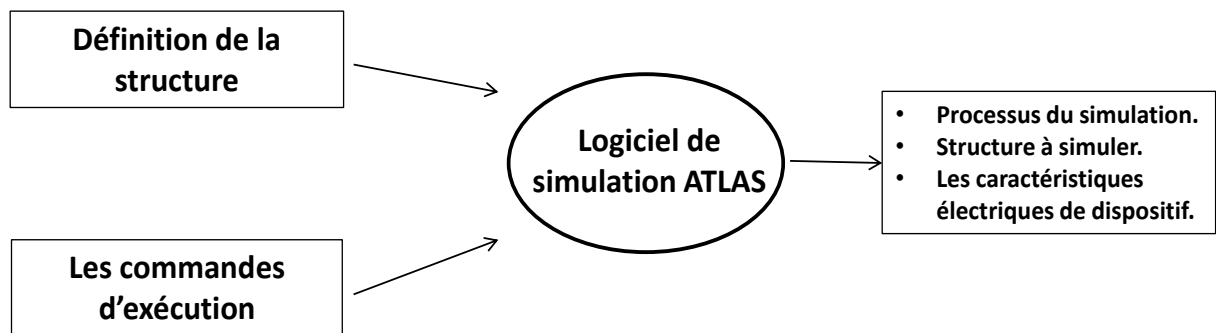 Définition de la
structure
Logiciel de
simulation ATLAS
• Processus du simulation.
• Structure à simuler.
• Les caractéristiques
électriques de dispositif.
Les commandes
d'exécution